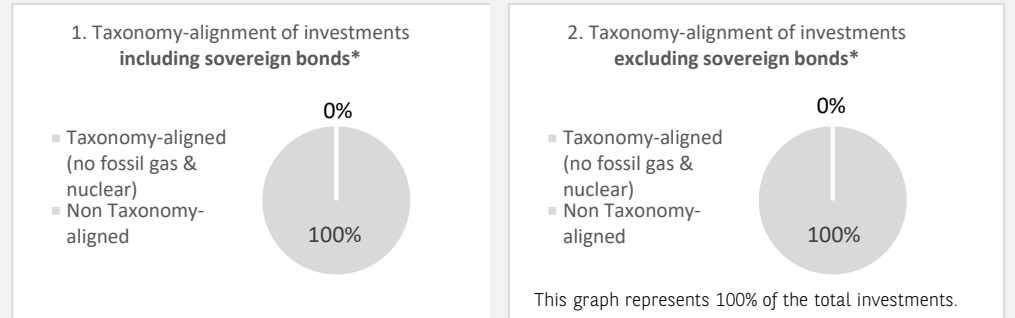 1. Taxonomy-alignment of investments
including sovereign bonds*
0%
Taxonomy-aligned
(no fossil gas &
nuclear)
Non Taxonomy-
aligned
100%
2. Taxonomy-alignment of investments
excluding sovereign bonds*
0%
Taxonomy-aligned
(no fossil gas &
nuclear)
Non Taxonomy-
aligned
100%
This graph represents 100% of the total investments.